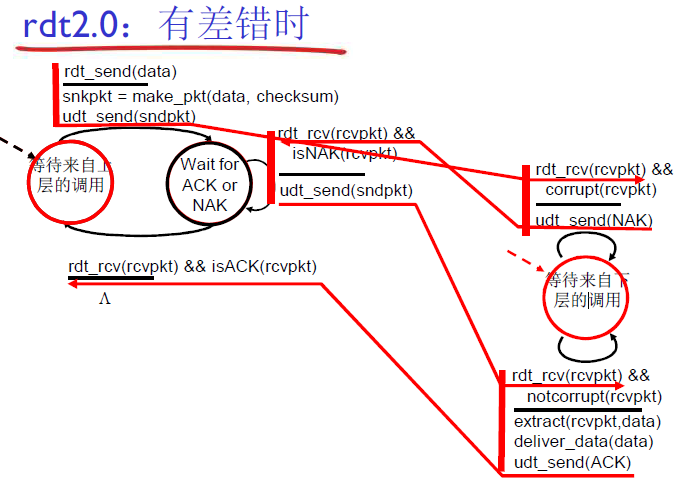 rdt2.0：有差错时
rdt_send(data)
snkpkt = make_pkt(data, checksum)
udt_send(sndpkt)
等待来自上
层的调用
Wait for
ACK or
NAK
rdt_rcv(rcvpkt) &&
isNAK(rcvpkt)
udt_send(sndpkt)
rdt_rcv(rcvpkt) && isACK(rcvpkt)
Λ
rdt_rcv(rcvpkt) &&
corrupt(rcvpkt)
udt_send(NAK)
等待来自下
层的调用
rdt_rcv(rcvpkt) &&
notcorrupt(rcvpkt)
extract(rcvpkt,data)
deliver_data(data)
udt_send(ACK)